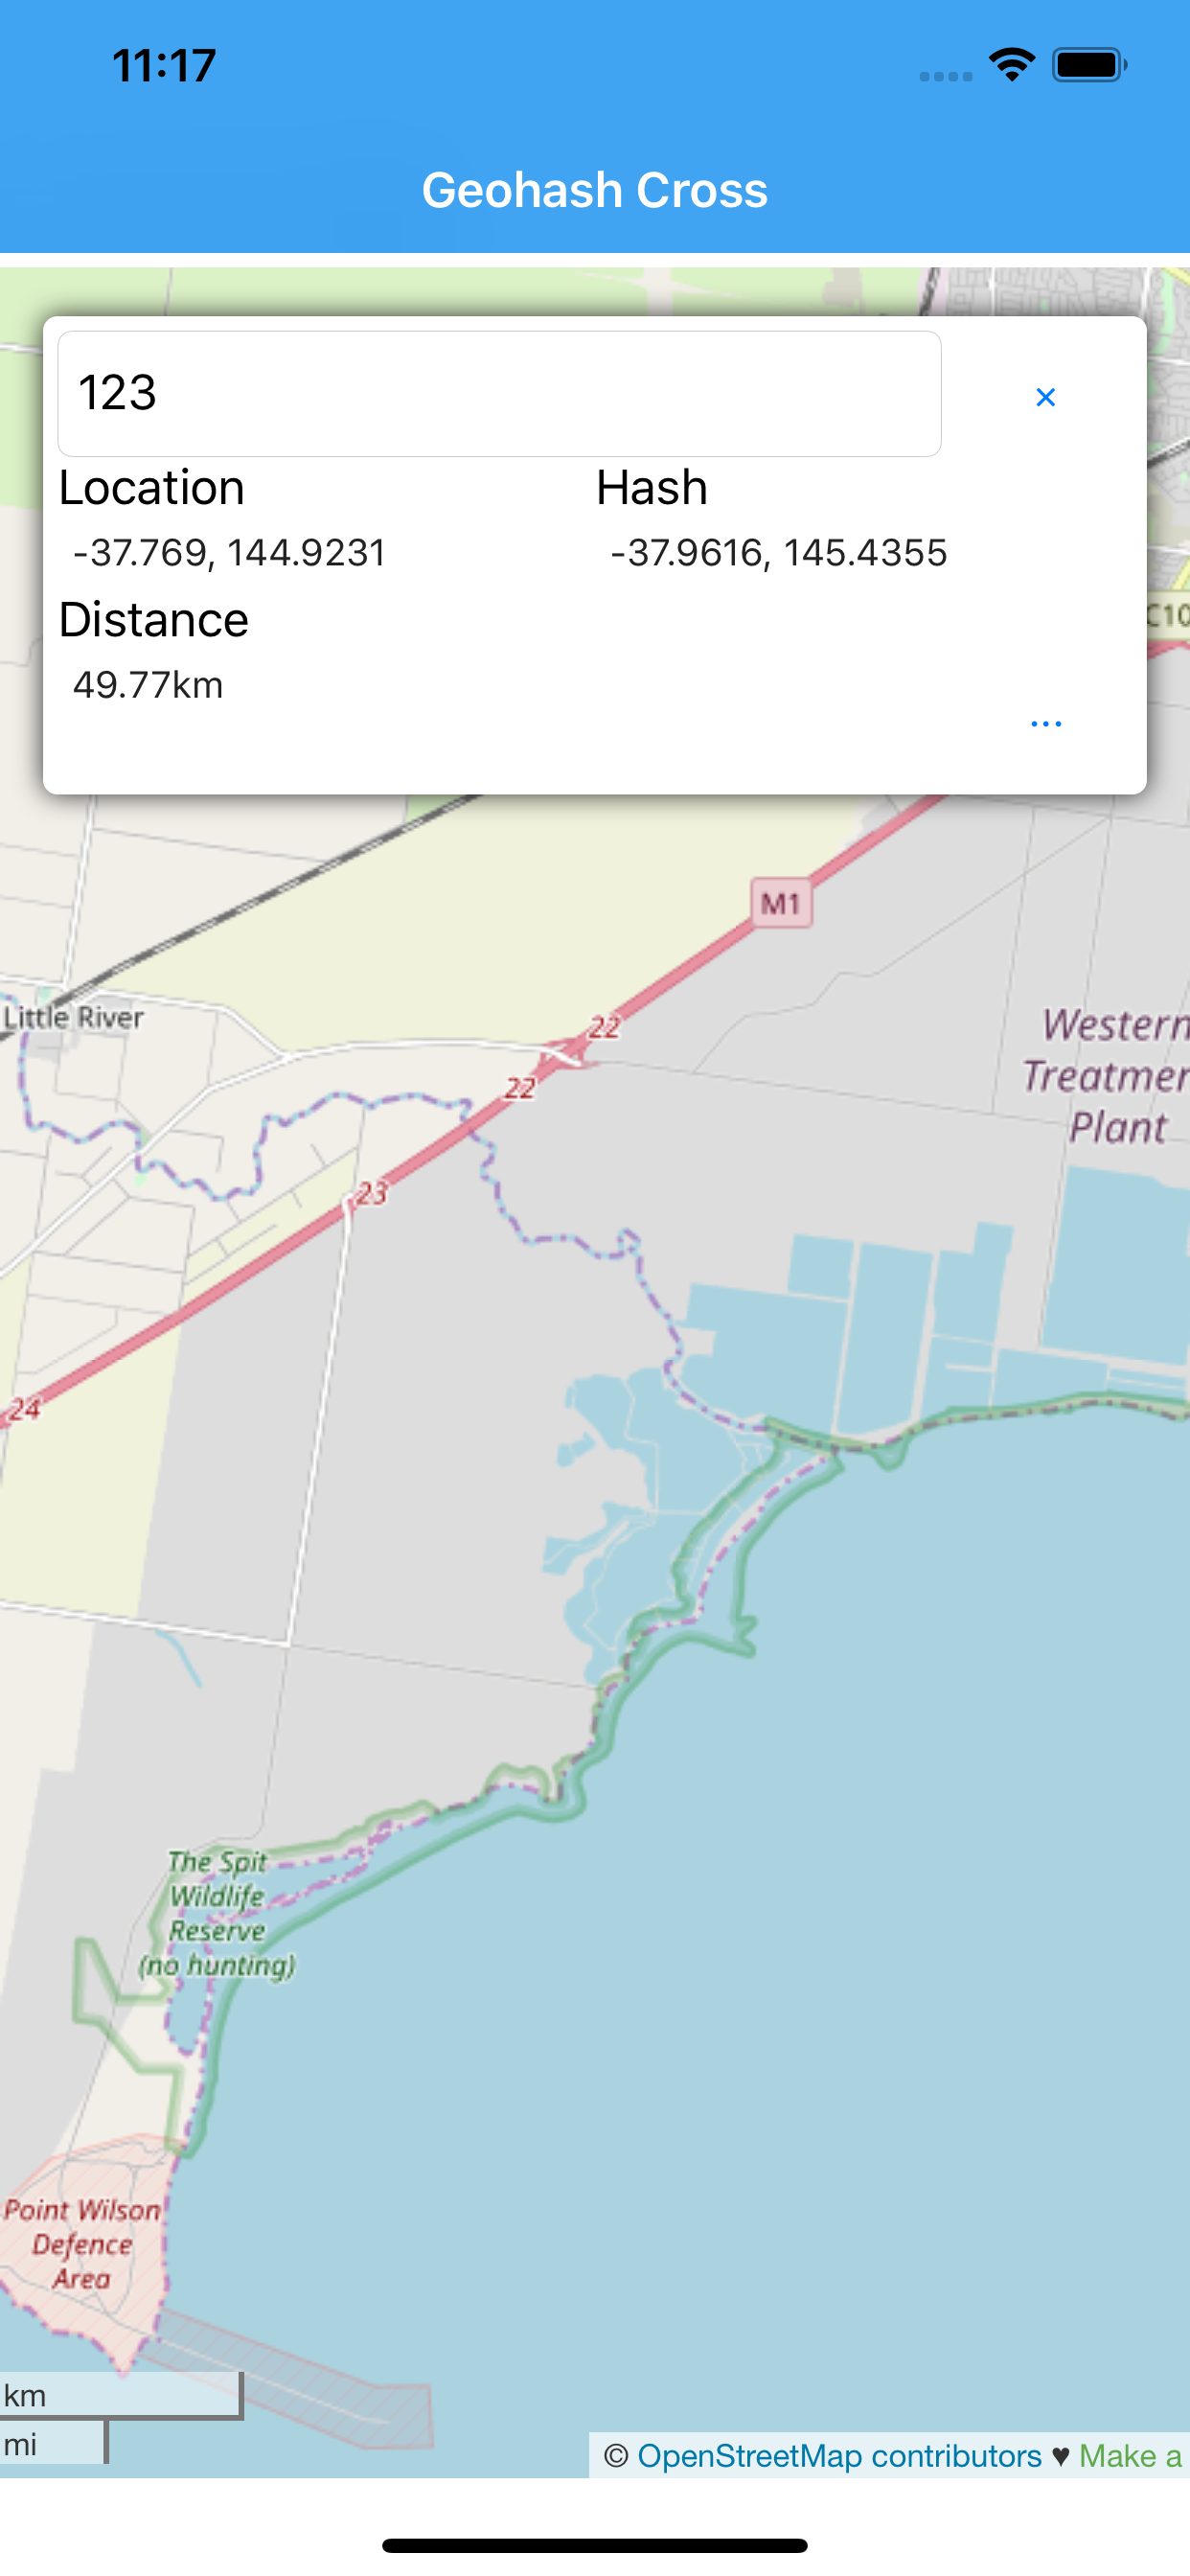 11:17
Geohash Cross
123
×
Location
Hash
-37.769, 144.9231
-37.9616, 145.4355
Distance
49.77km
...
C10
M1
Little River
22
22
Western
Treatmen
Plant
23
24
The Spit
Wildlife
Reserve
(no hunting)
Point Wilson
Defence
Area
km
mi
© OpenStreetMap contributors ♥ Make a